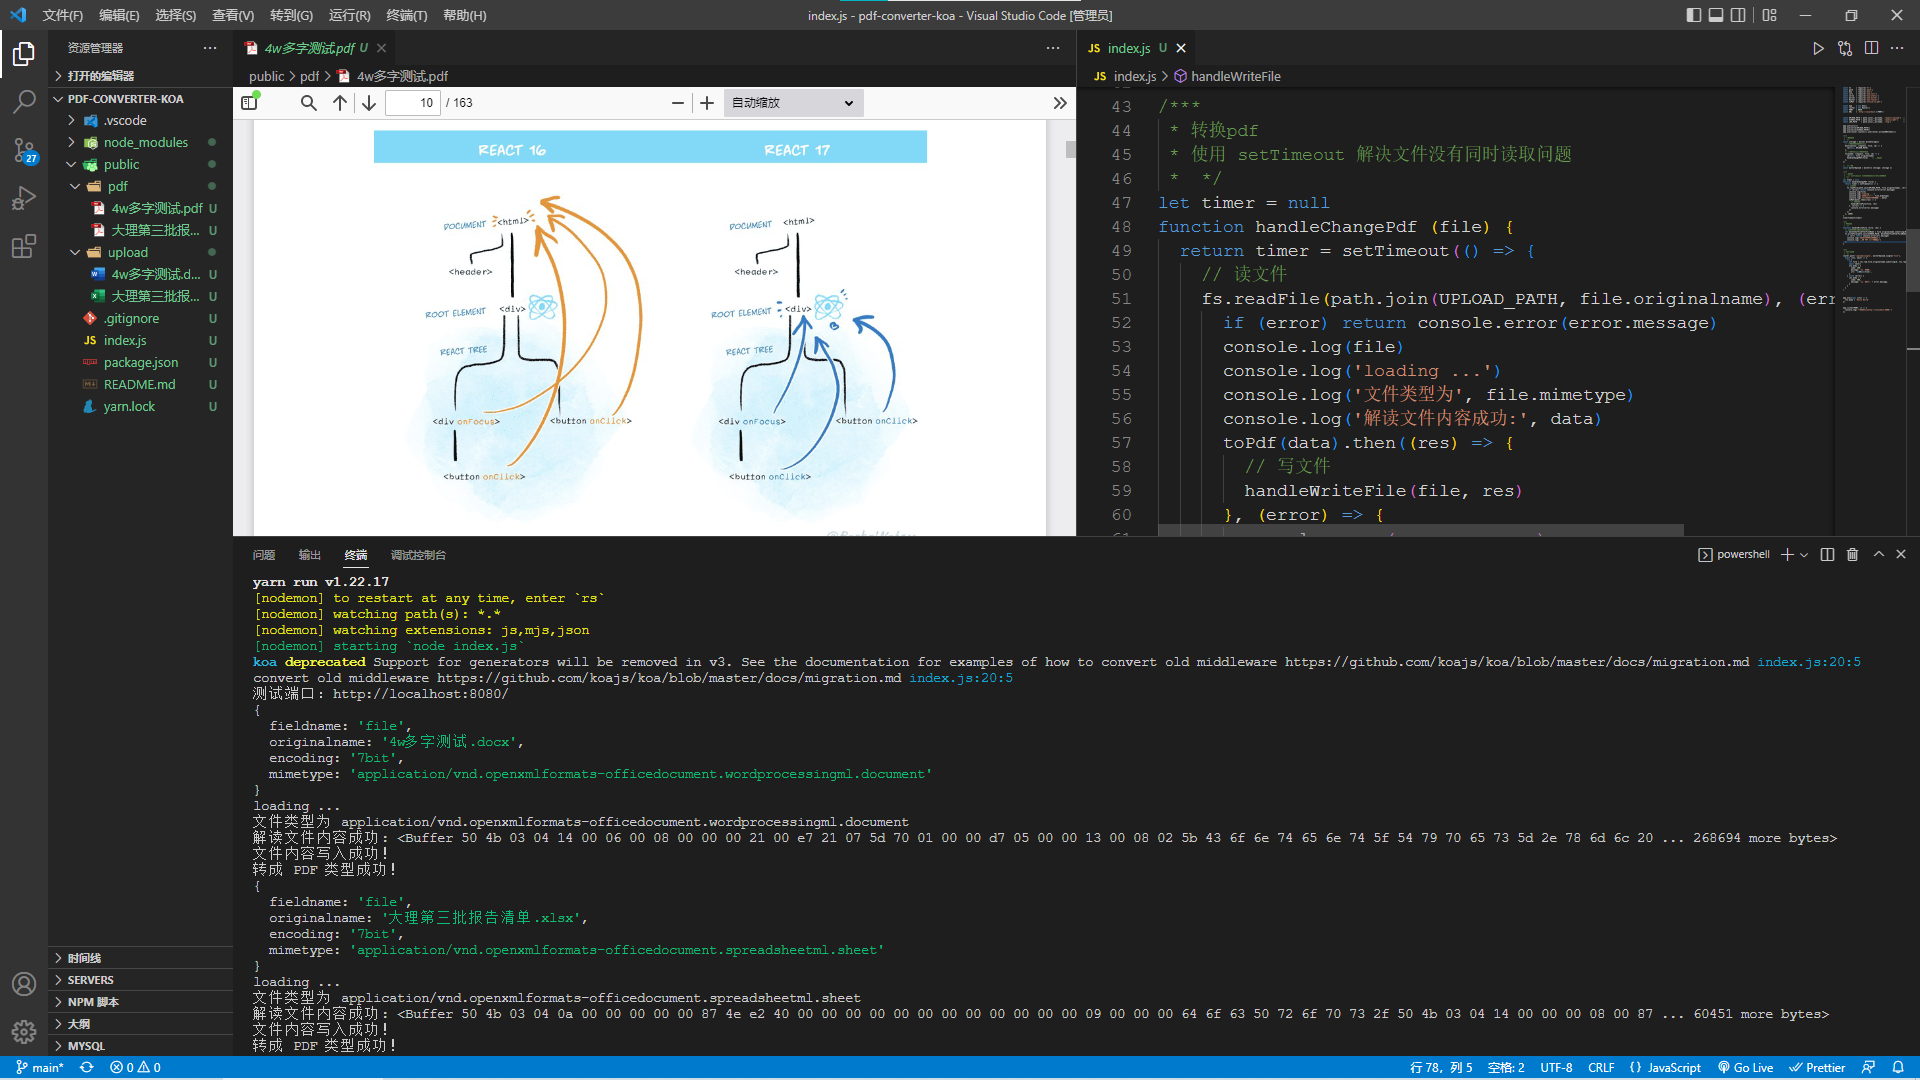 文件(F) 编辑(E) 选择(S) 查看(V) 转到(G) 运行(R) 终端(T) 帮助(H)
index.js - pdf-converter-koa - Visual Studio Code [管理员]
资源管理器
打开的编辑器
PDF-CONVERTER-KOA
.vscode
node_modules
public
pdf
4w多字测试.pdf U
大理第三批报... U
upload
4w多字测试.d... U
大理第三批报... U
.gitignore U
JS index.js U
package.json U
README.md U
yarn.lock U
时间线
SERVERS
NPM 脚本
大纲
MYSQL
27
4w多字测试.pdf U
public > pdf > 4w多字测试.pdf
10 / 163
自动缩放
REACT 16
REACT 17
DOCUMENT <html>
<header>
ROOT ELEMENT <div>
REACT TREE
<div onFocus>
<button onClick>
<button onClick>
DOCUMENT <html>
<header>
ROOT ELEMENT <div>
REACT TREE
<div onFocus>
<button onClick>
<button onClick>
JS index.js U
JS index.js > handleWriteFile
43 /***
44 * 转换pdf
45 * 使用 setTimeout 解决文件没有同时读取问题
46 * */
47 let timer = null
48 function handleChangePdf (file) {
49 return timer = setTimeout(() => {
50 // 读文件
51 fs.readFile(path.join(UPLOAD_PATH, file.originalname), (err
52 if (error) return console.error(error.message)
53 console.log(file)
54 console.log('loading ...')
55 console.log('文件类型为', file.mimetype)
56 console.log('解读文件内容成功:', data)
57 toPdf(data).then((res) => {
58 // 写文件
59 handleWriteFile(file, res)
60 }, (error) => {
问题 输出 终端 调试控制台
powershell
yarn run v1.22.17
[nodemon] to restart at any time, enter `rs`
[nodemon] watching path(s): *.*
[nodemon] watching extensions: js,mjs,json
[nodemon] starting `node index.js`
koa deprecated Support for generators will be removed in v3. See the documentation for examples of how to convert old middleware https://github.com/koajs/koa/blob/master/docs/migration.md index.js:20:5
convert old middleware https://github.com/koajs/koa/blob/master/docs/migration.md index.js:20:5
测试端口: http://localhost:8080/
{
fieldname: 'file',
originalname: '4w多字测试.docx',
encoding: '7bit',
mimetype: 'application/vnd.openxmlformats-officedocument.wordprocessingml.document'
}
loading ...
文件类型为 application/vnd.openxmlformats-officedocument.wordprocessingml.document
解读文件内容成功: <Buffer 50 4b 03 04 14 00 06 00 08 00 00 00 21 00 e7 21 07 5d 70 01 00 00 d7 05 00 00 13 00 08 02 5b 43 6f 6e 74 65 6e 74 5f 54 79 70 65 73 5d 2e 78 6d 6c 20 ... 268694 more bytes>
文件内容写入成功!
转成 PDF 类型成功!
{
fieldname: 'file',
originalname: '大理第三批报告清单.xlsx',
encoding: '7bit',
mimetype: 'application/vnd.openxmlformats-officedocument.spreadsheetml.sheet'
}
loading ...
文件类型为 application/vnd.openxmlformats-officedocument.spreadsheetml.sheet
解读文件内容成功: <Buffer 50 4b 03 04 0a 00 00 00 00 00 87 4e e2 40 00 00 00 00 00 00 00 00 00 00 00 00 09 00 00 00 64 6f 63 50 72 6f 70 73 2f 50 4b 03 04 14 00 00 00 08 00 87 ... 60451 more bytes>
文件内容写入成功!
转成 PDF 类型成功!
main* 0 0
行 78，列 5 空格: 2 UTF-8 CRLF {} JavaScript Go Live Prettier